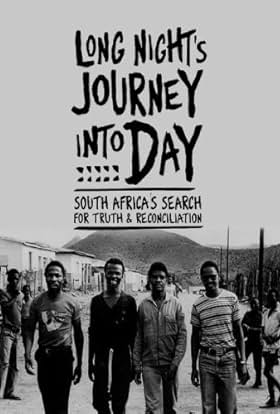 LONG NIGHT'S
JOURNEY
INTO DAY
SOUTH AFRICA'S SEARCH
FOR TRUTH & RECONCILIATION